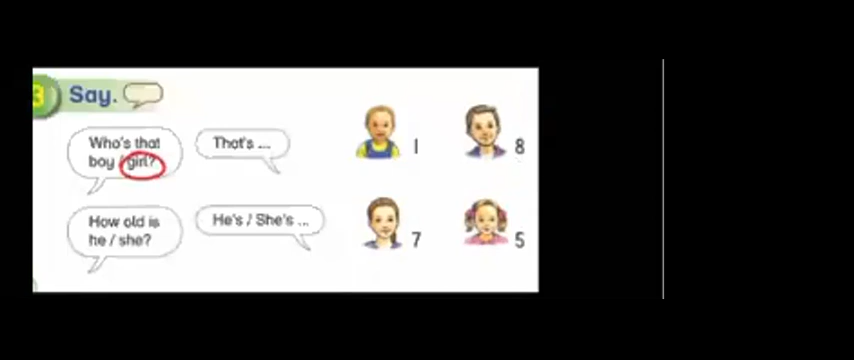 3 Say.
Who's that
boy / girl?
That's ...
How old is
he / she?
He's / She's ...
1
8
7
5